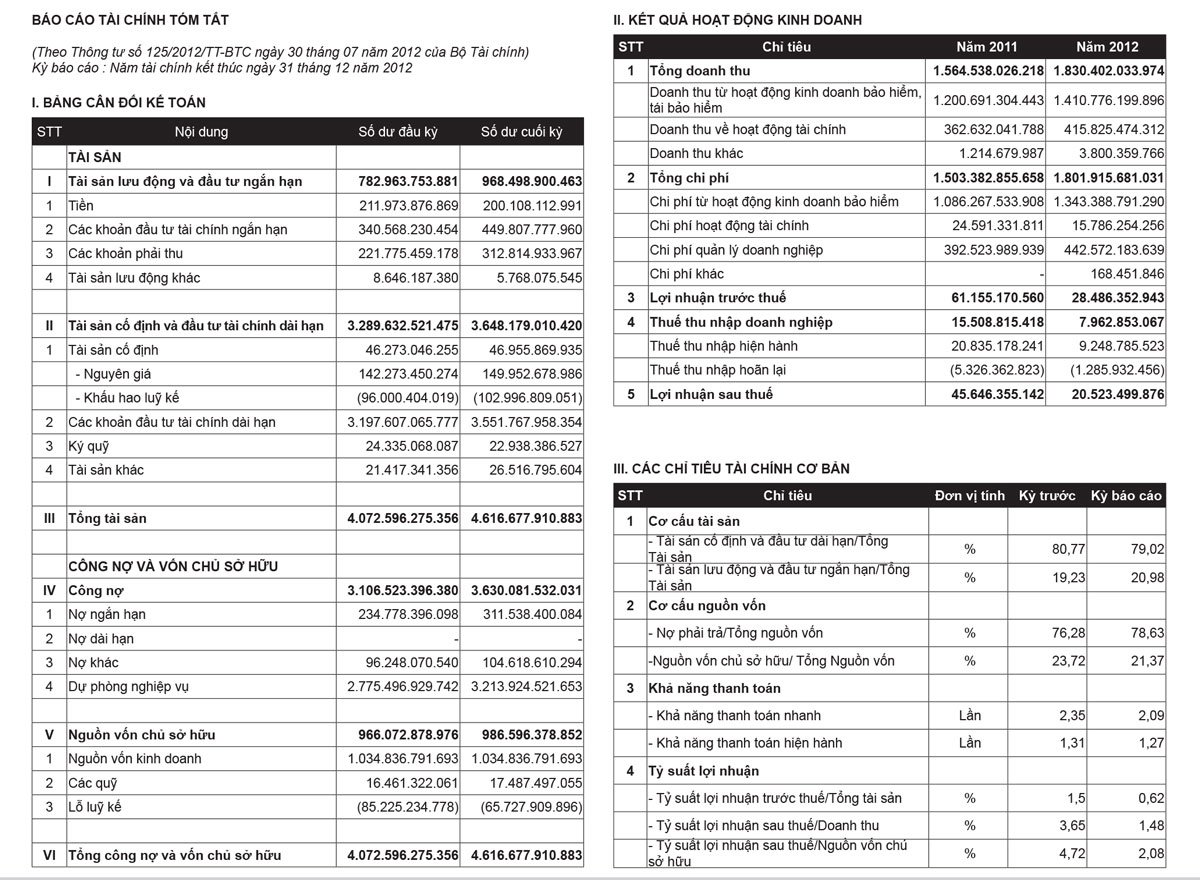 BÁO CÁO TÀI CHÍNH TÓM TẮT
(Theo Thông tư số 125/2012/TT-BTC ngày 30 tháng 07 năm 2012 của Bộ Tài chính)
Kỳ báo cáo : Năm tài chính kết thúc ngày 31 tháng 12 năm 2012
I. BẢNG CÂN ĐỐI KẾ TOÁN
STT Nội dung Số dư đầu kỳ Số dư cuối kỳ
TÀI SẢN
I Tài sản lưu động và đầu tư ngắn hạn 782.963.753.881 968.498.900.463
1 Tiền 211.973.876.869 200.108.112.991
2 Các khoản đầu tư tài chính ngắn hạn 340.568.230.454 449.807.777.960
3 Các khoản phải thu 221.775.459.178 312.814.933.967
4 Tài sản lưu động khác 8.646.187.380 5.768.075.545
II Tài sản cố định và đầu tư tài chính dài hạn 3.289.632.521.475 3.648.179.010.420
1 Tài sản cố định 46.273.046.255 46.955.869.935
- Nguyên giá 142.273.450.274 149.952.678.986
- Khấu hao luỹ kế (96.000.404.019) (102.996.809.051)
2 Các khoản đầu tư tài chính dài hạn 3.197.607.065.777 3.551.767.958.354
3 Ký quỹ 24.335.068.087 22.938.386.527
4 Tài sản khác 21.417.341.356 26.516.795.604
III Tổng tài sản 4.072.596.275.356 4.616.677.910.883
CÔNG NỢ VÀ VỐN CHỦ SỞ HỮU
IV Công nợ 3.106.523.396.380 3.630.081.532.031
1 Nợ ngắn hạn 234.778.396.098 311.538.400.084
2 Nợ dài hạn - -
3 Nợ khác 96.248.070.540 104.618.610.294
4 Dự phòng nghiệp vụ 2.775.496.929.742 3.213.924.521.653
V Nguồn vốn chủ sở hữu 966.072.878.976 986.596.378.852
1 Nguồn vốn kinh doanh 1.034.836.791.693 1.034.836.791.693
2 Các quỹ 16.461.322.061 17.487.497.055
3 Lỗ luỹ kế (85.225.234.778) (65.727.909.896)
VI Tổng công nợ và vốn chủ sở hữu 4.072.596.275.356 4.616.677.910.883
II. KẾT QUẢ HOẠT ĐỘNG KINH DOANH
STT Chỉ tiêu Năm 2011 Năm 2012
1 Tổng doanh thu 1.564.538.026.218 1.830.402.033.974
Doanh thu từ hoạt động kinh doanh bảo hiểm,
tái bảo hiểm 1.200.691.304.443 1.410.776.199.896
Doanh thu về hoạt động tài chính 362.632.041.788 415.825.474.312
Doanh thu khác 1.214.679.987 3.800.359.766
2 Tổng chi phí 1.503.382.855.658 1.801.915.681.031
Chi phí từ hoạt động kinh doanh bảo hiểm 1.086.267.533.908 1.343.388.791.290
Chi phí hoạt động tài chính 24.591.331.811 15.786.254.256
Chi phí quản lý doanh nghiệp 392.523.989.939 442.572.183.639
Chi phí khác - 168.451.846
3 Lợi nhuận trước thuế 61.155.170.560 28.486.352.943
4 Thuế thu nhập doanh nghiệp 15.508.815.418 7.962.853.067
Thuế thu nhập hiện hành 20.835.178.241 9.248.785.523
Thuế thu nhập hoãn lại (5.326.362.823) (1.285.932.456)
5 Lợi nhuận sau thuế 45.646.355.142 20.523.499.876
III. CÁC CHỈ TIÊU TÀI CHÍNH CƠ BẢN
STT Chỉ tiêu Đơn vị tính Kỳ trước Kỳ báo cáo
1 Cơ cấu tài sản
- Tài sản cố định và đầu tư dài hạn/Tổng
Tài sản % 80,77 79,02
- Tài sản lưu động và đầu tư ngắn hạn/Tổng
Tài sản % 19,23 20,98
2 Cơ cấu nguồn vốn
- Nợ phải trả/Tổng nguồn vốn % 76,28 78,63
-Nguồn vốn chủ sở hữu/ Tổng Nguồn vốn % 23,72 21,37
3 Khả năng thanh toán
- Khả năng thanh toán nhanh Lần 2,35 2,09
- Khả năng thanh toán hiện hành Lần 1,31 1,27
4 Tỷ suất lợi nhuận
- Tỷ suất lợi nhuận trước thuế/Tổng tài sản % 1,5 0,62
- Tỷ suất lợi nhuận sau thuế/Doanh thu % 3,65 1,48
- Tỷ suất lợi nhuận sau thuế/Nguồn vốn chủ
sở hữu % 4,72 2,08